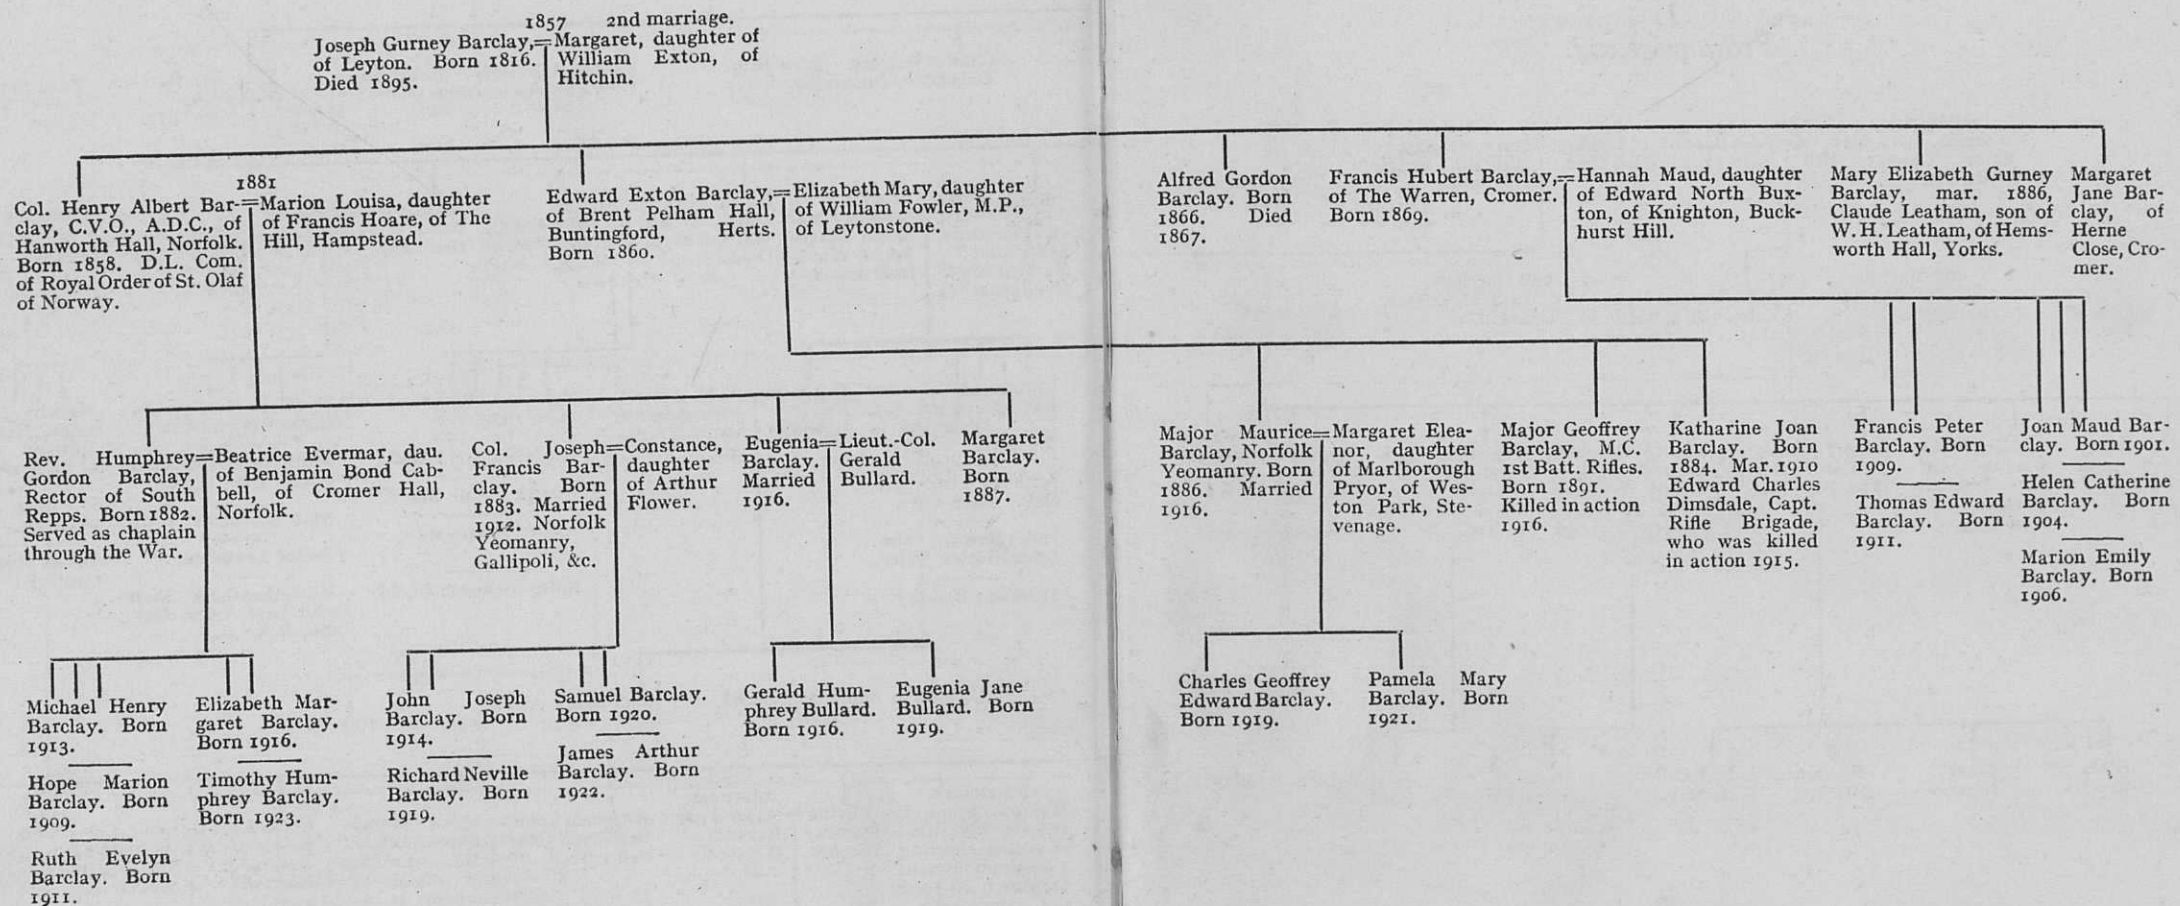 1857 2nd marriage.
Joseph Gurney Barclay,=Margaret, daughter of
of Leyton. Born 1816. William Exton, of
Died 1895. Hitchin.
1881
Col. Henry Albert Bar-=Marion Louisa, daughter
clay, C.V.O., A.D.C., of of Francis Hoare, of The
Hanworth Hall, Norfolk. Hill, Hampstead.
Born 1858. D.L. Com.
of Royal Order of St. Olaf
of Norway.
Edward Exton Barclay,=Elizabeth Mary, daughter
of Brent Pelham Hall, of William Fowler, M.P.,
Buntingford, Herts. of Leytonstone.
Born 1860.
Alfred Gordon
Barclay. Born
1866. Died
1867.
Francis Hubert Barclay,=Hannah Maud, daughter
of The Warren, Cromer. of Edward North Bux-
Born 1869. ton, of Knighton, Buck-
hurst Hill.
Mary Elizabeth Gurney
Barclay, mar. 1886,
Claude Leatham, son of
W. H. Leatham, of Hems-
worth Hall, Yorks.
Margaret
Jane Bar-
clay, of
Herne
Close, Cro-
mer.
Rev. Humphrey=Beatrice Evermar, dau.
Gordon Barclay, of Benjamin Bond Cab-
Rector of South bell, of Cromer Hall,
Repps. Born 1882. Norfolk.
Served as chaplain
through the War.
Col. Joseph=Constance,
Francis Bar- daughter
clay. Born of Arthur
1883. Married Flower.
1912. Norfolk
Yeomanry,
Gallipoli, &c.
Eugenia=Lieut.-Col.
Barclay. Gerald
Married Bullard.
1916.
Margaret
Barclay.
Born
1887.
Major Maurice=Margaret Elea-
Barclay, Norfolk nor, daughter
Yeomanry. Born of Marlborough
1886. Married Pryor, of Wes-
1916. ton Park, Ste-
venage.
Major Geoffrey
Barclay, M.C.
1st Batt. Rifles.
Born 1891.
Killed in action
1916.
Katharine Joan
Barclay. Born
1884. Mar. 1910
Edward Charles
Dimsdale, Capt.
Rifle Brigade,
who was killed
in action 1915.
Francis Peter
Barclay. Born
1909.
Thomas Edward
Barclay. Born
1911.
Joan Maud Bar-
clay. Born 1901.
Helen Catherine
Barclay. Born
1904.
Marion Emily
Barclay. Born
1906.
Michael Henry
Barclay. Born
1913.
Hope Marion
Barclay. Born
1909.
Ruth Evelyn
Barclay. Born
1911.
Elizabeth Mar-
garet Barclay.
Born 1916.
Timothy Hum-
phrey Barclay.
Born 1923.
John Joseph
Barclay. Born
1914.
Richard Neville
Barclay. Born
1919.
Samuel Barclay.
Born 1920.
James Arthur
Barclay. Born
1922.
Gerald Hum-
phrey Bullard.
Born 1916.
Eugenia Jane
Bullard. Born
1919.
Charles Geoffrey
Edward Barclay.
Born 1919.
Pamela Mary
Barclay. Born
1921.